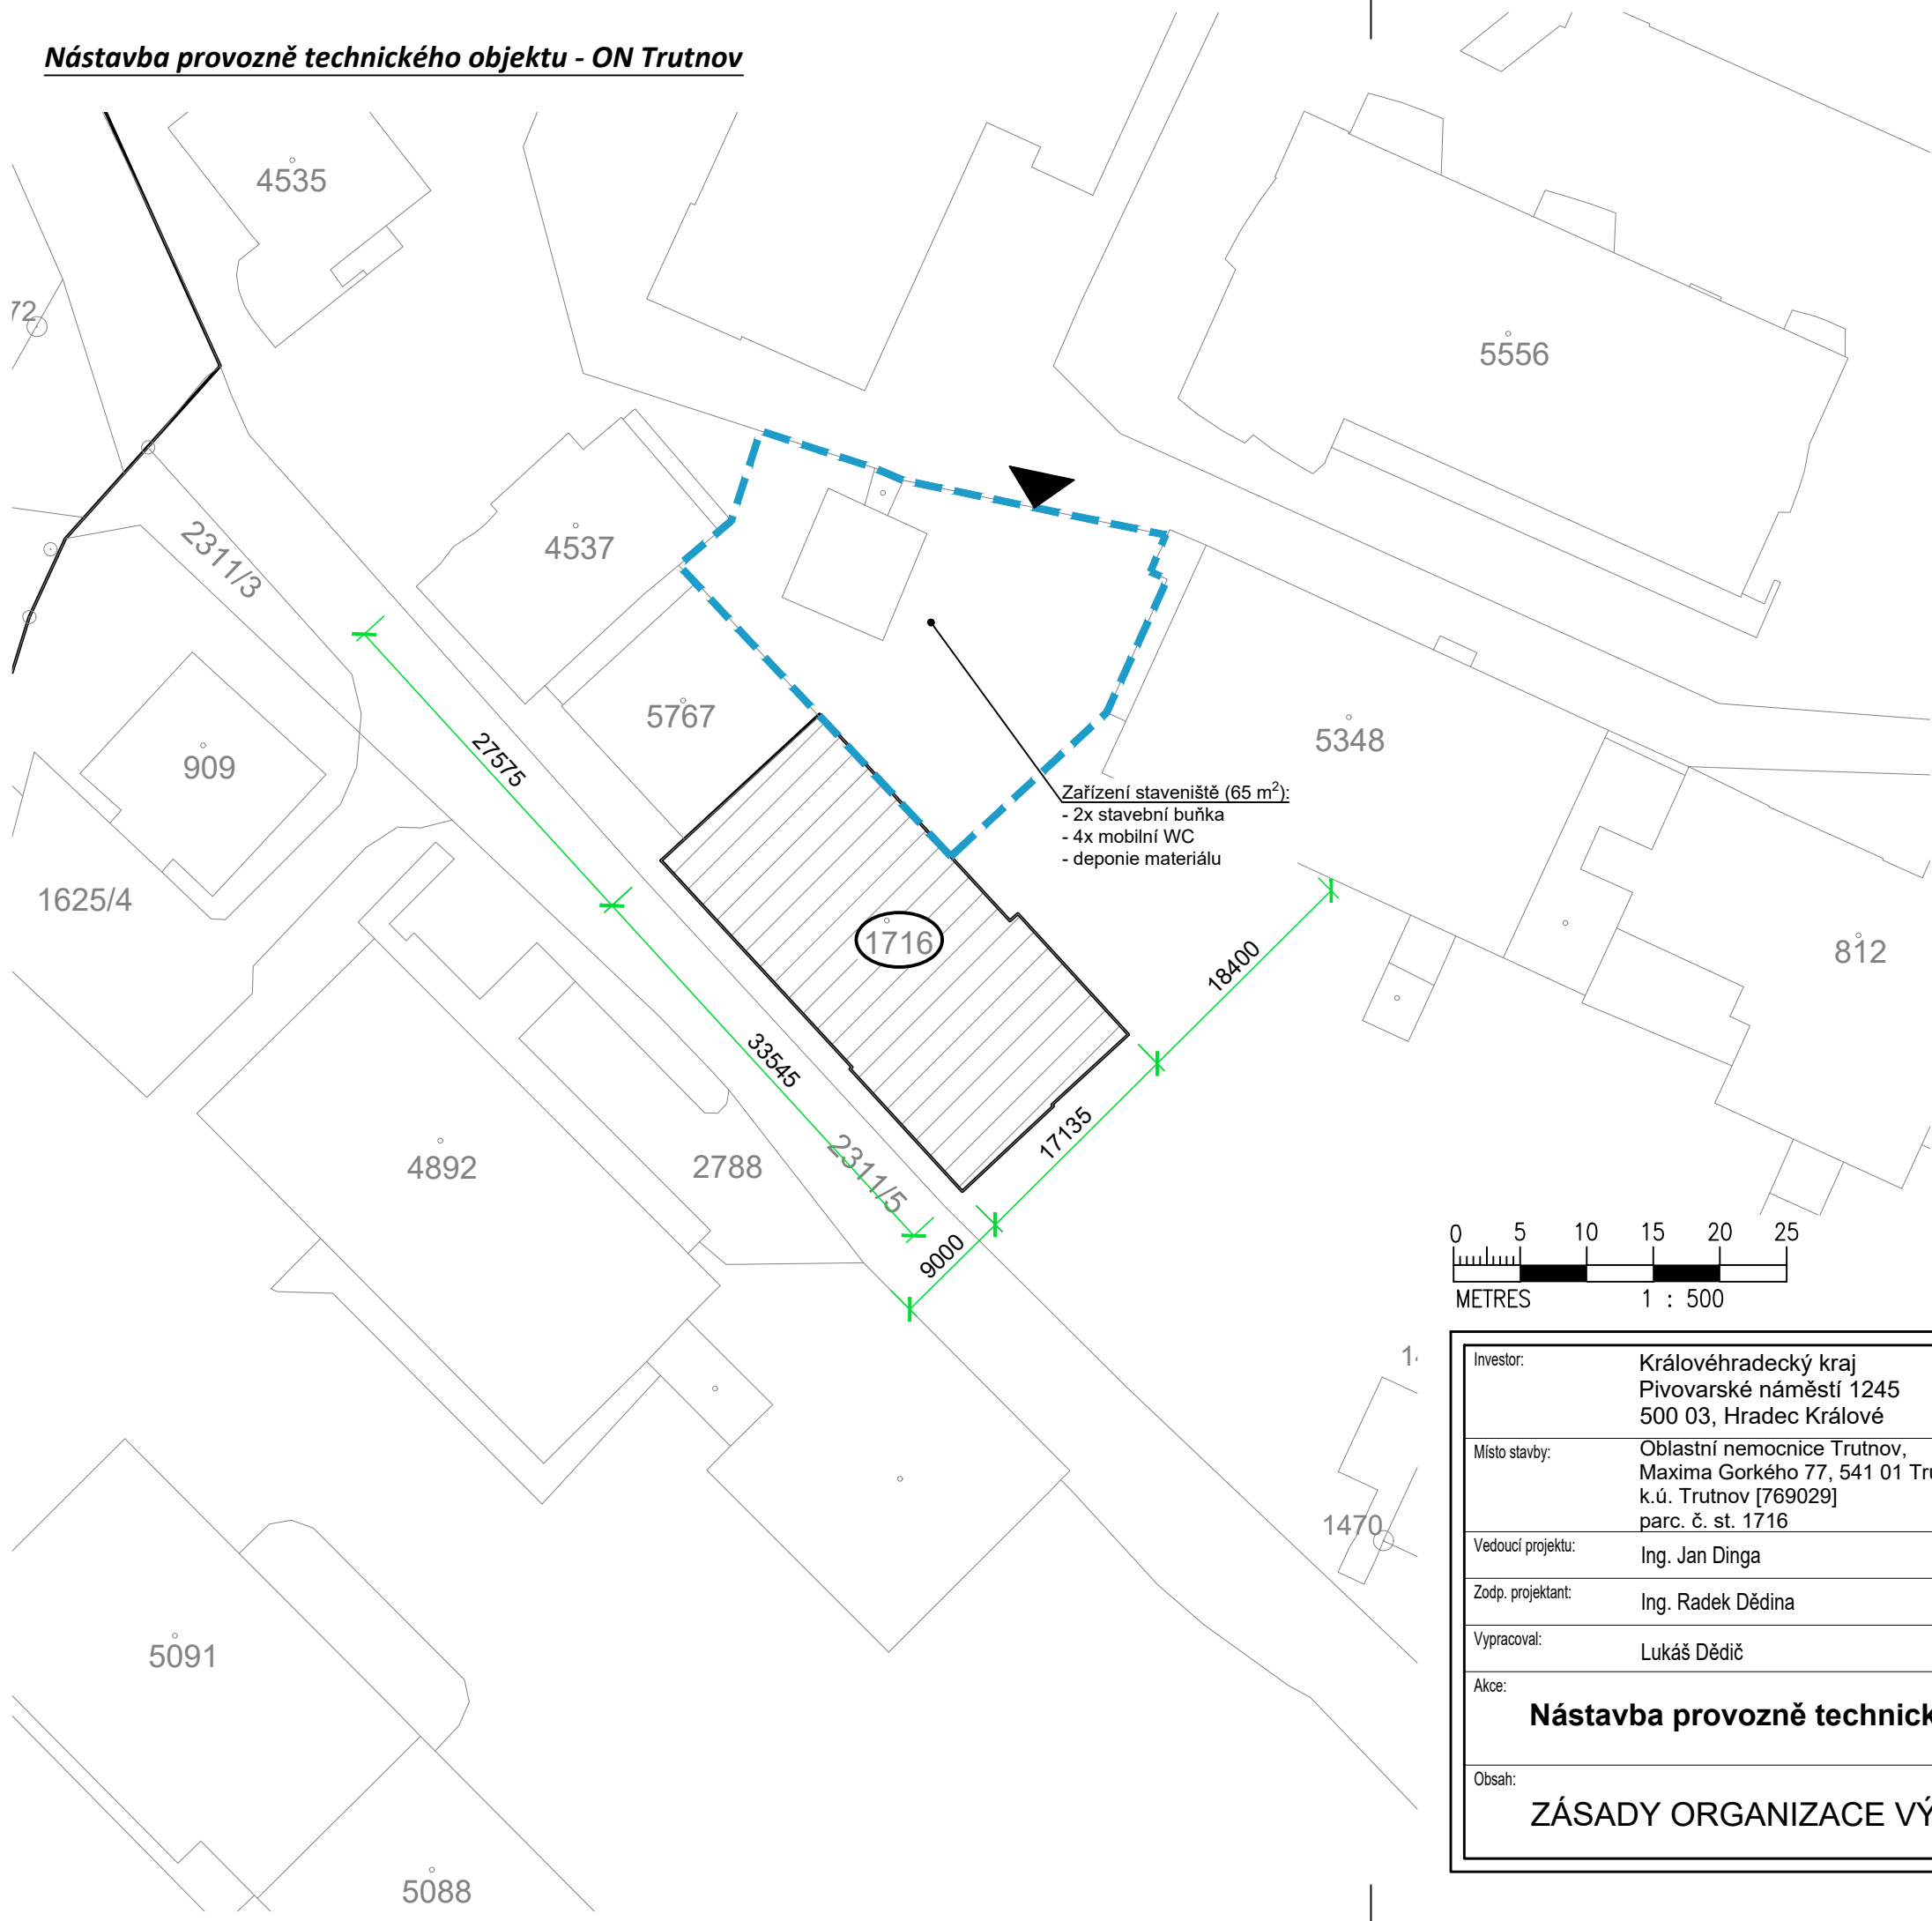 Nástavba provozně technického objektu - ON Trutnov
4535
72
5556
4537
2311/3
5767
5348
909
27575
Zařízení staveniště (65 m²):
- 2x stavební buňka
- 4x mobilní WC
- deponie materiálu
1625/4
1716
812
18400
33545
17135
4892
2788
2311/5
9000
0 5 10 15 20 25
METRES 1 : 500
1470
5091
5088
Investor: Královéhradecký kraj
Pivovarské náměstí 1245
500 03, Hradec Králové
Místo stavby: Oblastní nemocnice Trutnov,
Maxima Gorkého 77, 541 01
k.ú. Trutnov [769029]
parc. č. st. 1716
Vedoucí projektu: Ing. Jan Dinga
Zodp. projektant: Ing. Radek Dědina
Vypracoval: Lukáš Dědič
Akce:
Nástavba provozně
Obsah:
ZÁSADY ORGANIZACE